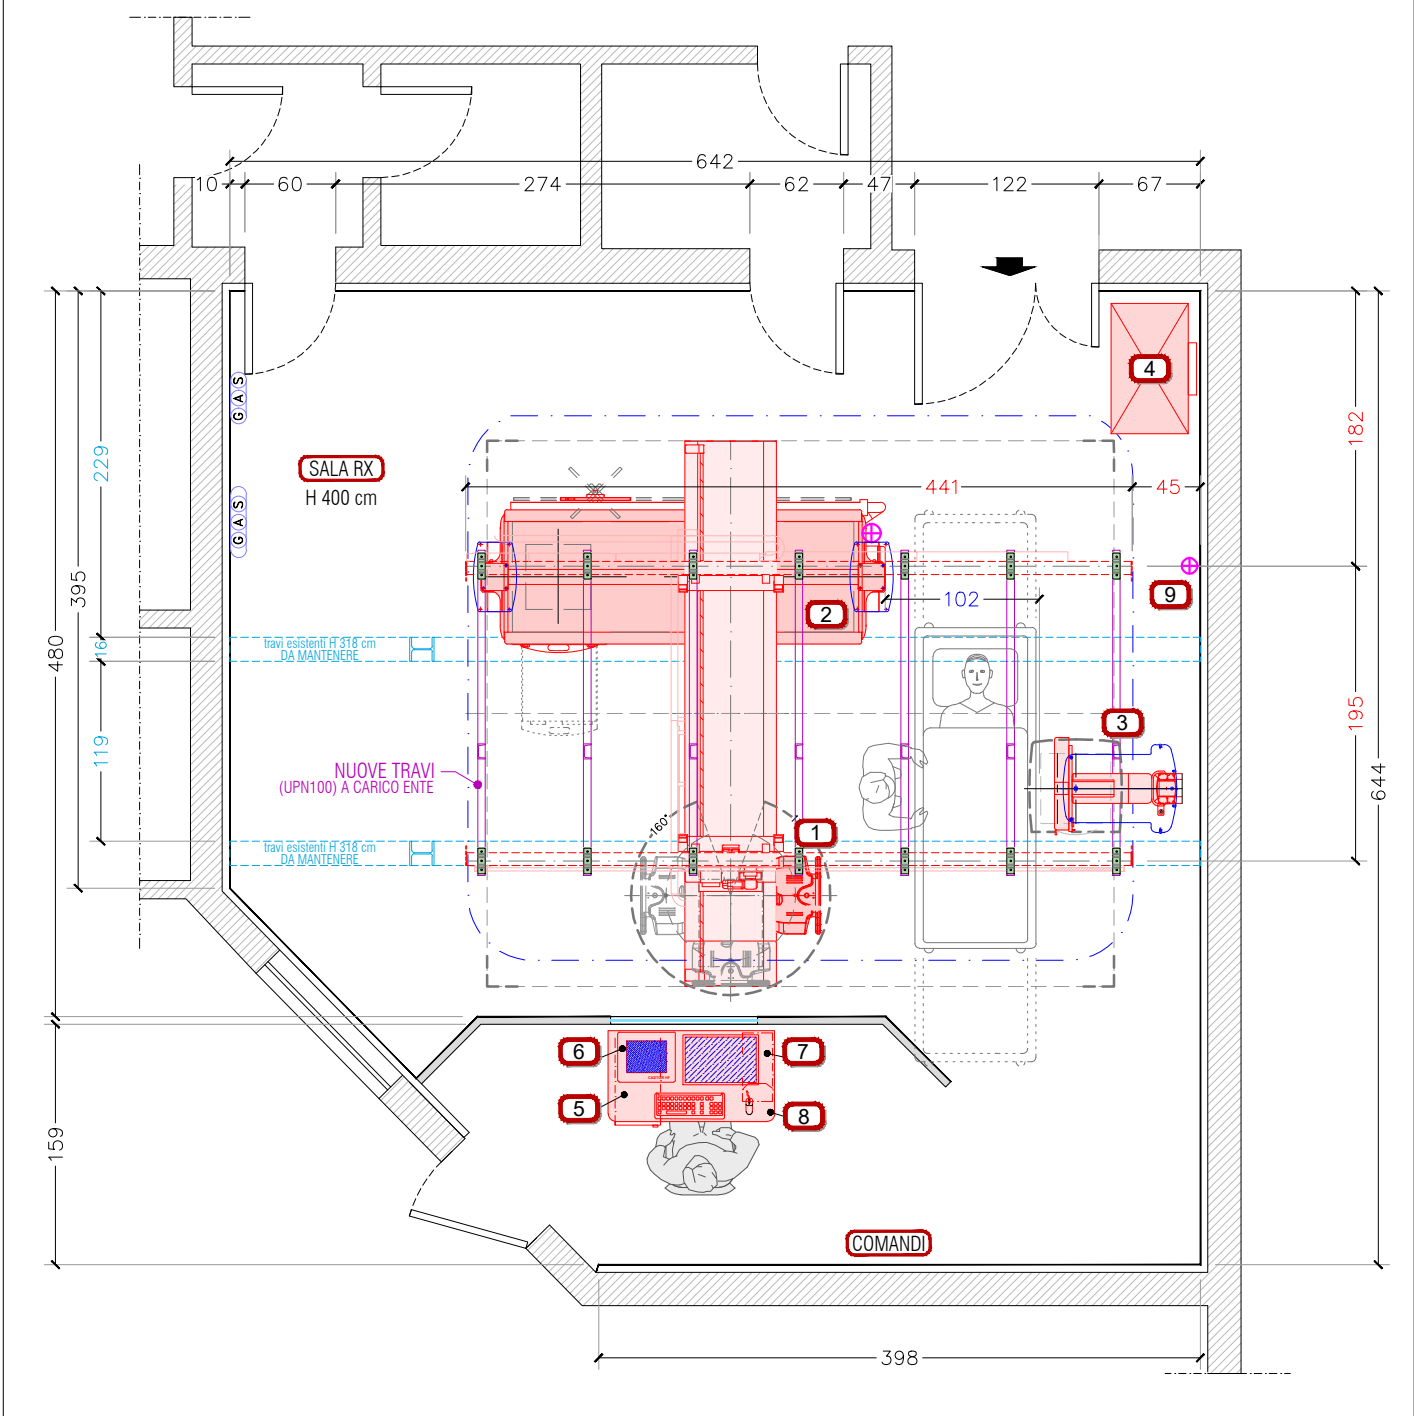 642
10
60
274
62
47
122
67
GAS
4
182
229
SALA RX
H 400 cm
441
45
GAS
395
480
102
2
9
16
travi esistenti H 318 cm
DA MANTENERE
119
195
3
644
NUOVE TRAVI
(UPN100) A CARICO ENTE
160°
1
travi esistenti H 318 cm
DA MANTENERE
6
7
5
8
159
COMANDI
398